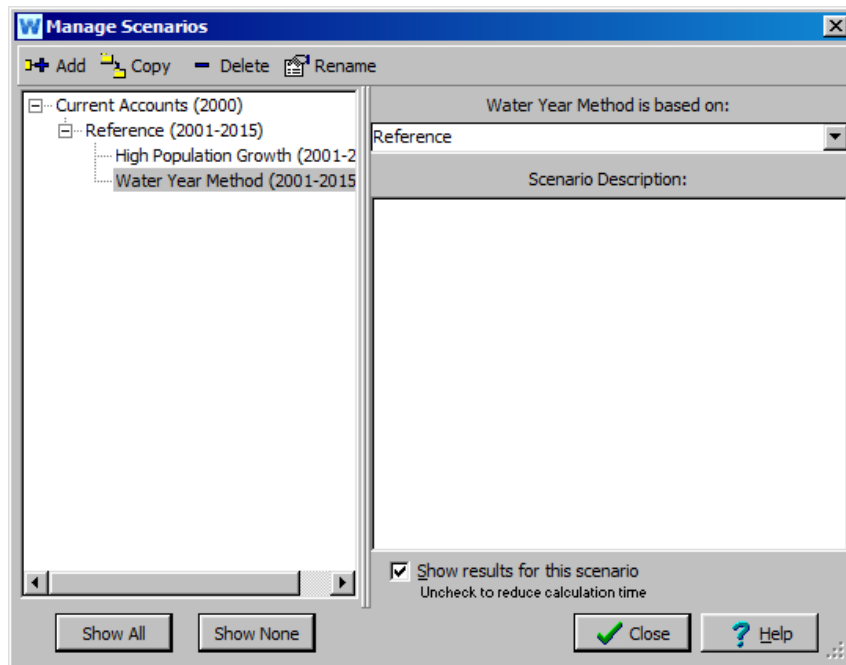 W Manage Scenarios
Add Copy Delete Rename
Current Accounts (2000)
Reference (2001-2015)
High Population Growth (2001-2
Water Year Method (2001-2015
Water Year Method is based on:
Reference
Scenario Description:
Show results for this scenario
Uncheck to reduce calculation time
Show All Show None Close ? Help